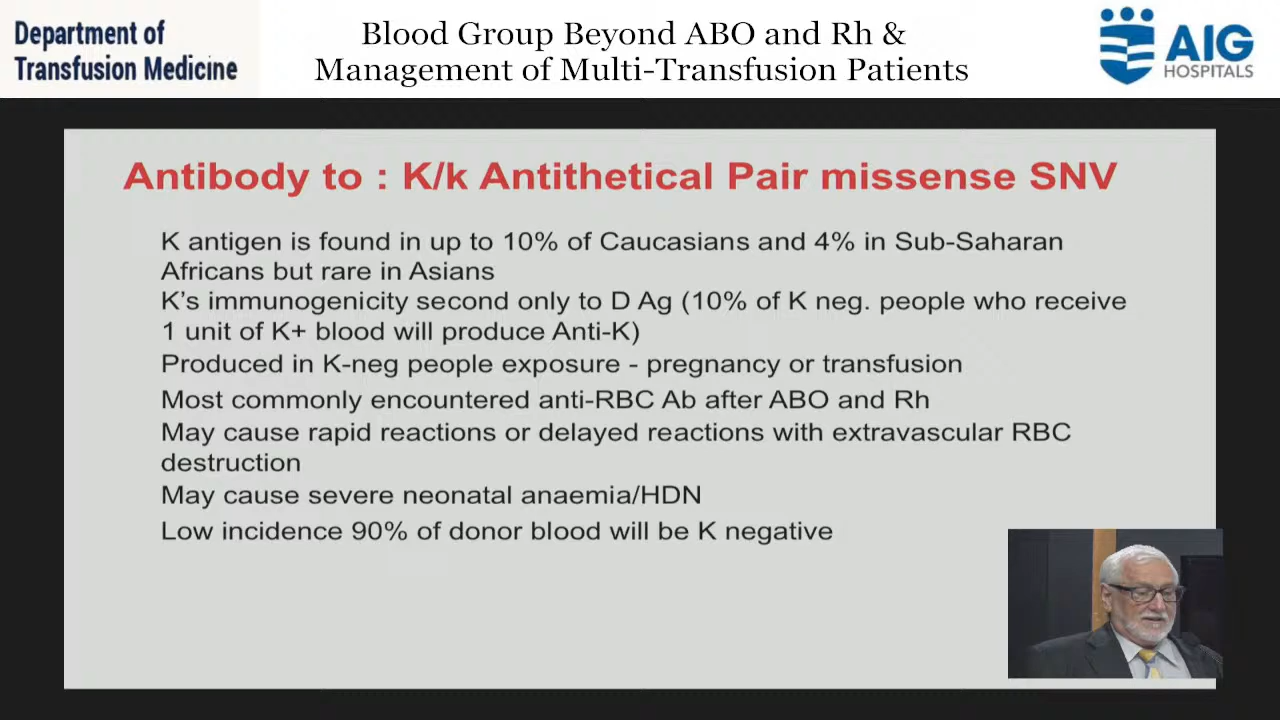 Department of
Transfusion Medicine
Blood Group Beyond ABO and Rh &
Management of Multi-Transfusion Patients
AIG
HOSPITALS
Antibody to : K/k Antithetical Pair missense SNV
K antigen is found in up to 10% of Caucasians and 4% in Sub-Saharan
Africans but rare in Asians
K's immunogenicity second only to D Ag (10% of K neg. people who receive
1 unit of K+ blood will produce Anti-K)
Produced in K-neg people exposure - pregnancy or transfusion
Most commonly encountered anti-RBC Ab after ABO and Rh
May cause rapid reactions or delayed reactions with extravascular RBC
destruction
May cause severe neonatal anaemia/HDN
Low incidence 90% of donor blood will be K negative